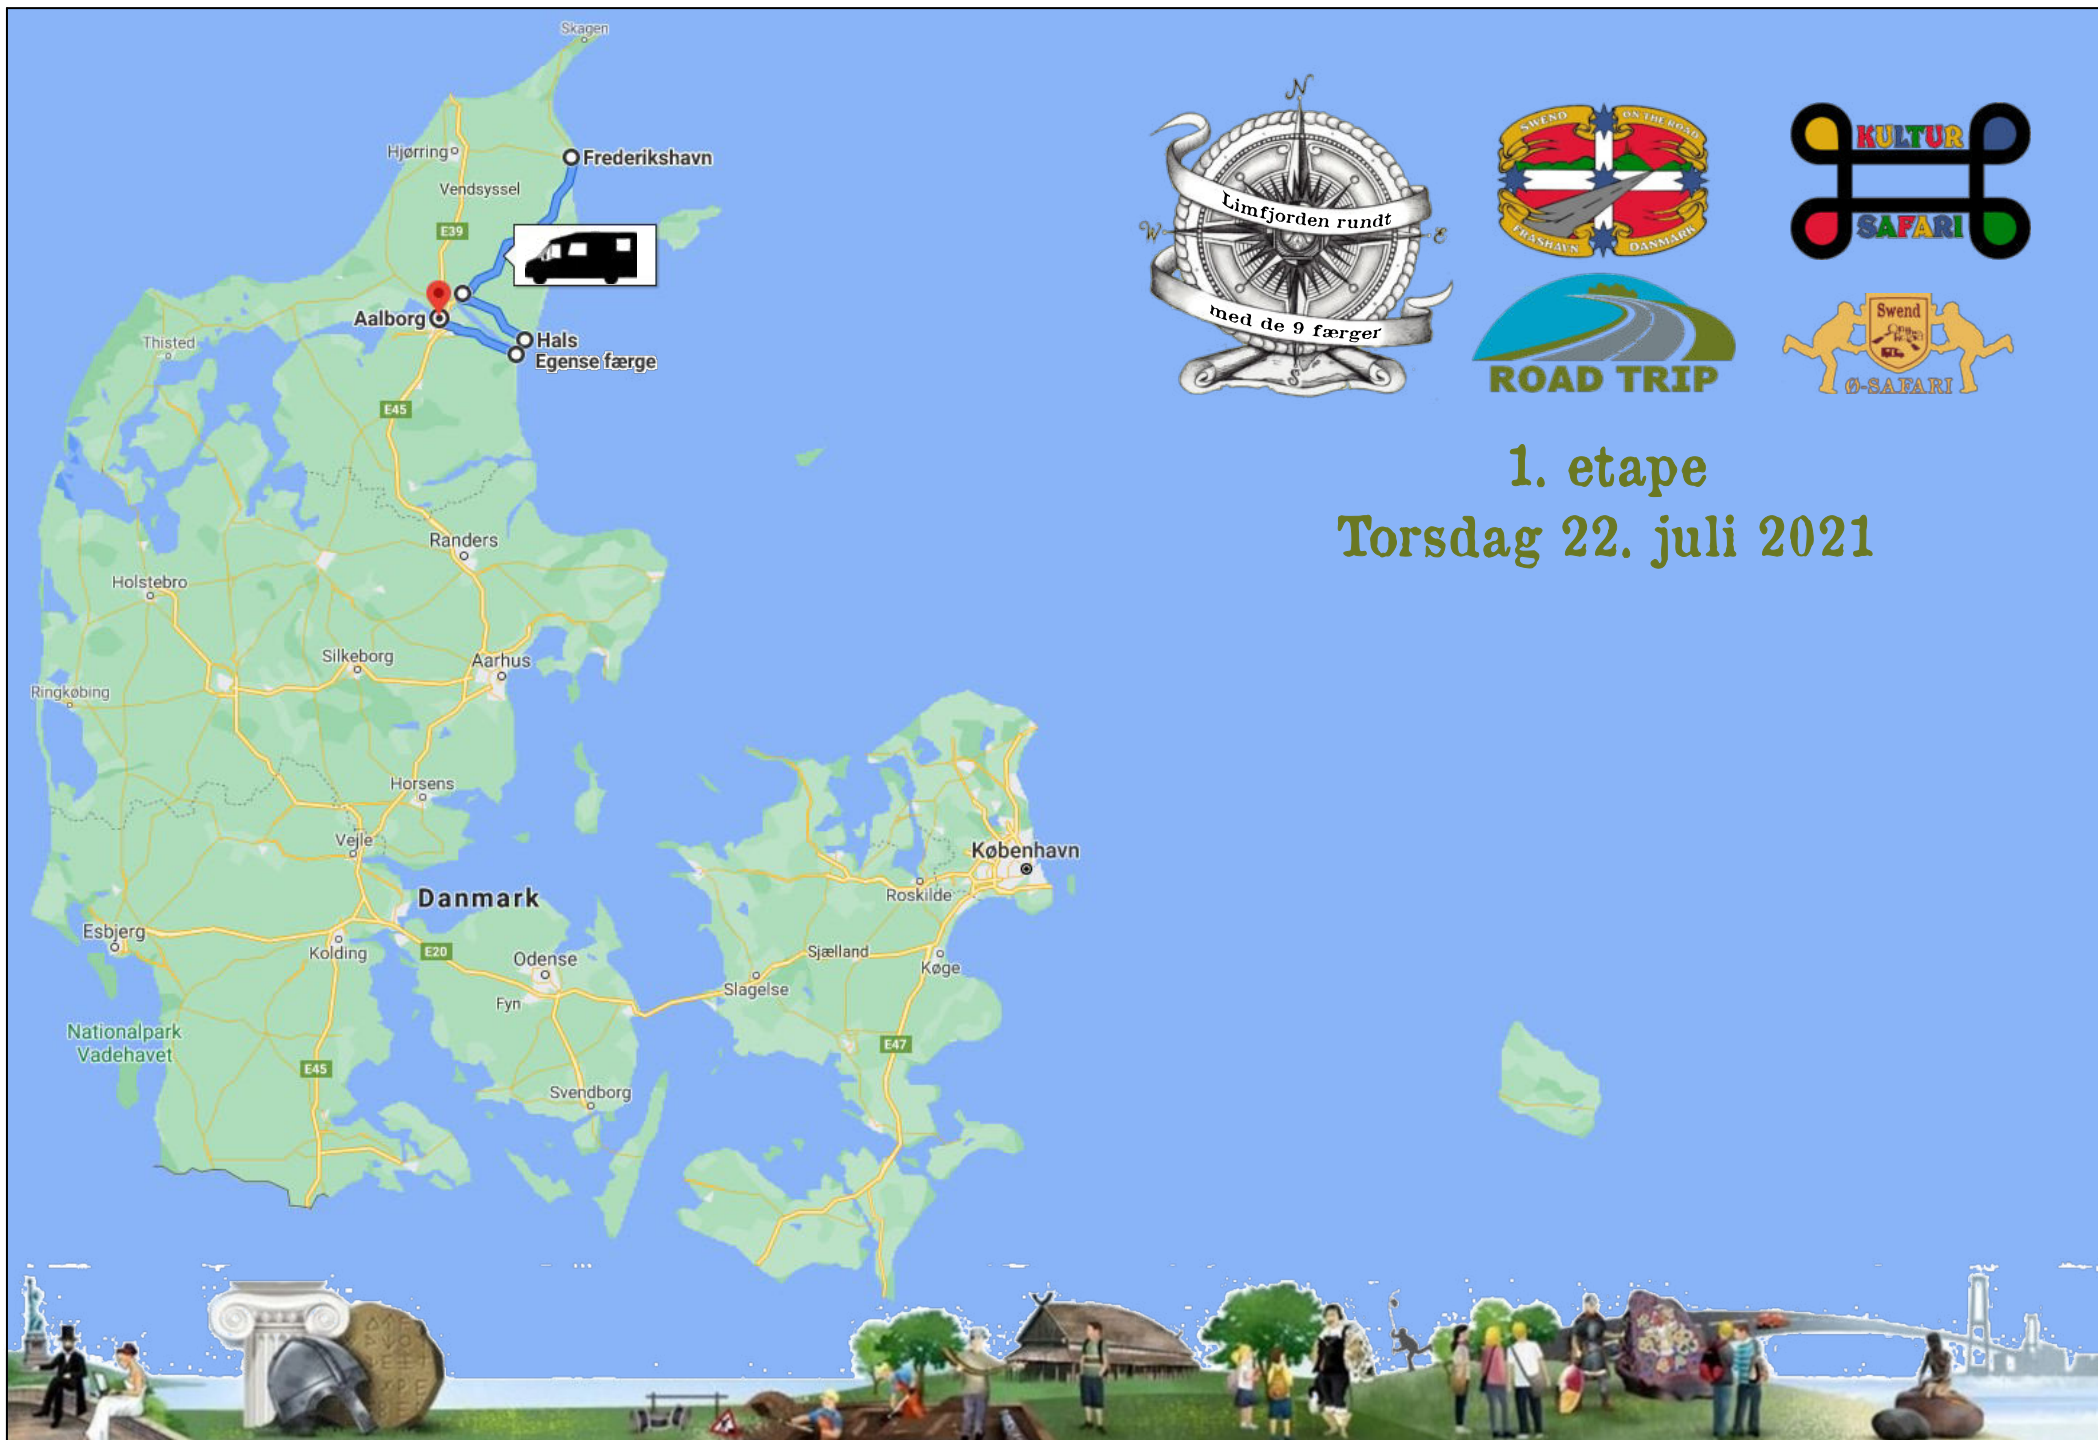 Skagen
Hjørring
Frederikshavn
Vendsyssel
E39
Aalborg
Hals
Egense færge
Thisted
E45
Randers
Holstebro
Silkeborg
Aarhus
Ringkøbing
Horsens
Vejle
København
Roskilde
Danmark
Esbjerg
Kolding
E20
Odense
Sjælland
Køge
Slagelse
Fyn
Nationalpark
Vadehavet
E47
E45
Svendborg
N
W
E
S
Limfjorden rundt
med de 9 færger
SWEND
ON THE ROAD
FRASHAVN
DANMARK
KULTUR
SAFARI
ROAD TRIP
Swend
Ø-SAFARI
1. etape
Torsdag 22. juli 2021